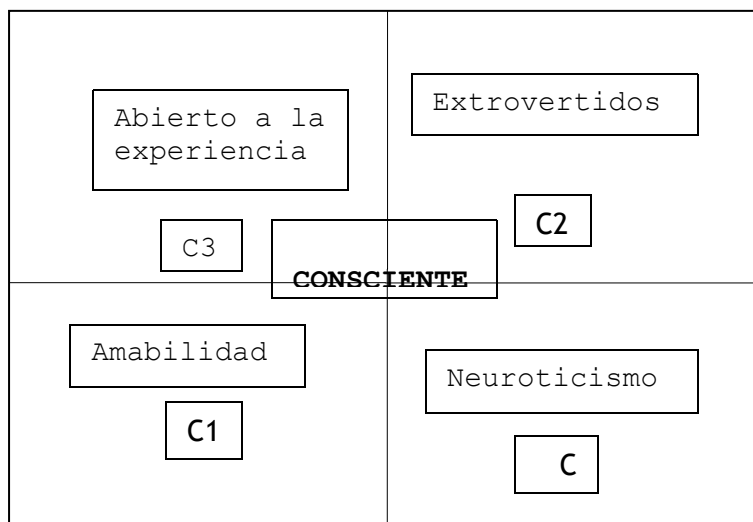 Abierto a la
experiencia
C3
Extrovertidos
C2
CONSCIENTE
Amabilidad
C1
Neuroticismo
C